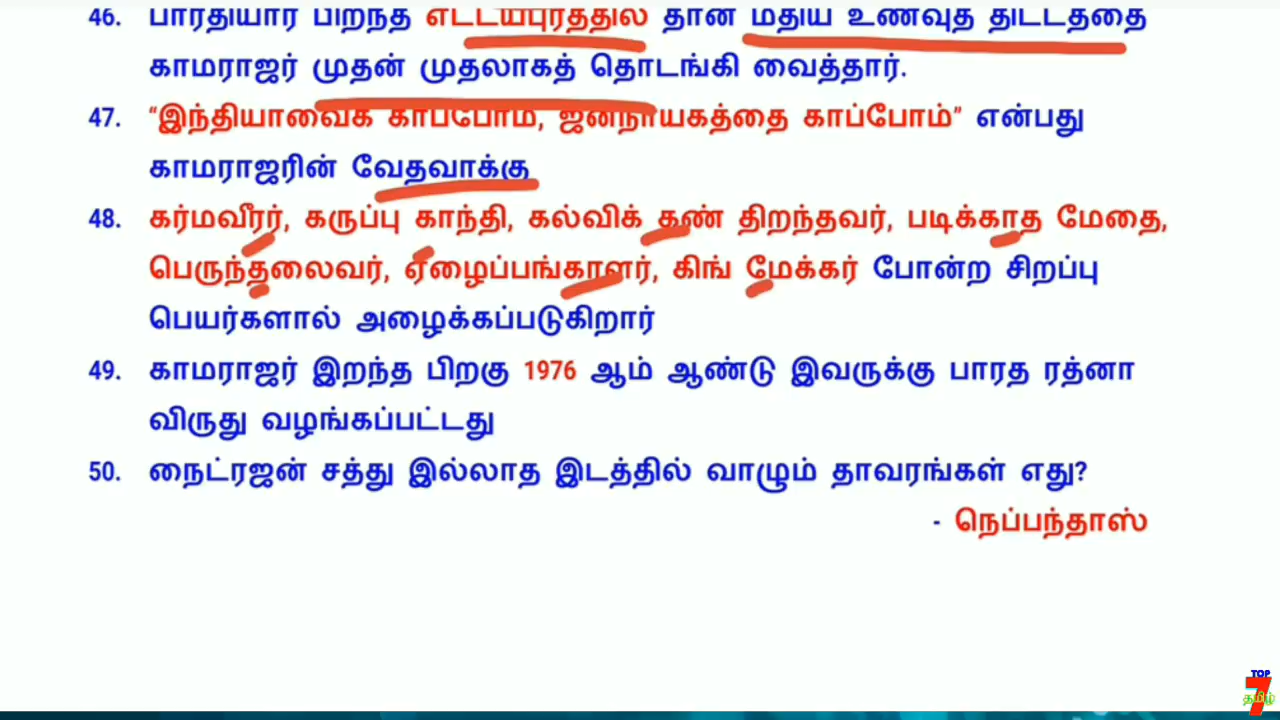 46. பாரதியார் பிறந்த எட்டயபுரத்தில் தான் மதிய உணவுத் திட்டத்தை
காமராஜர் முதன் முதலாகத் தொடங்கி வைத்தார்.
47. “இந்தியாவைக் காப்போம், ஜனநாயகத்தை காப்போம்” என்பது
காமராஜரின் வேதவாக்கு
48. கர்மவீரர், கருப்பு காந்தி, கல்விக் கண் திறந்தவர், படிக்காத மேதை,
பெருந்தலைவர், ஏழைப்பங்காளர், கிங் மேக்கர் போன்ற சிறப்பு
பெயர்களால் அழைக்கப்படுகிறார்
49. காமராஜர் இறந்த பிறகு 1976 ஆம் ஆண்டு இவருக்கு பாரத ரத்னா
விருது வழங்கப்பட்டது
50. நைட்ரஜன் சத்து இல்லாத இடத்தில் வாழும் தாவரங்கள் எது?
- நெப்பந்தாஸ்
TOP
7
தமிழ்